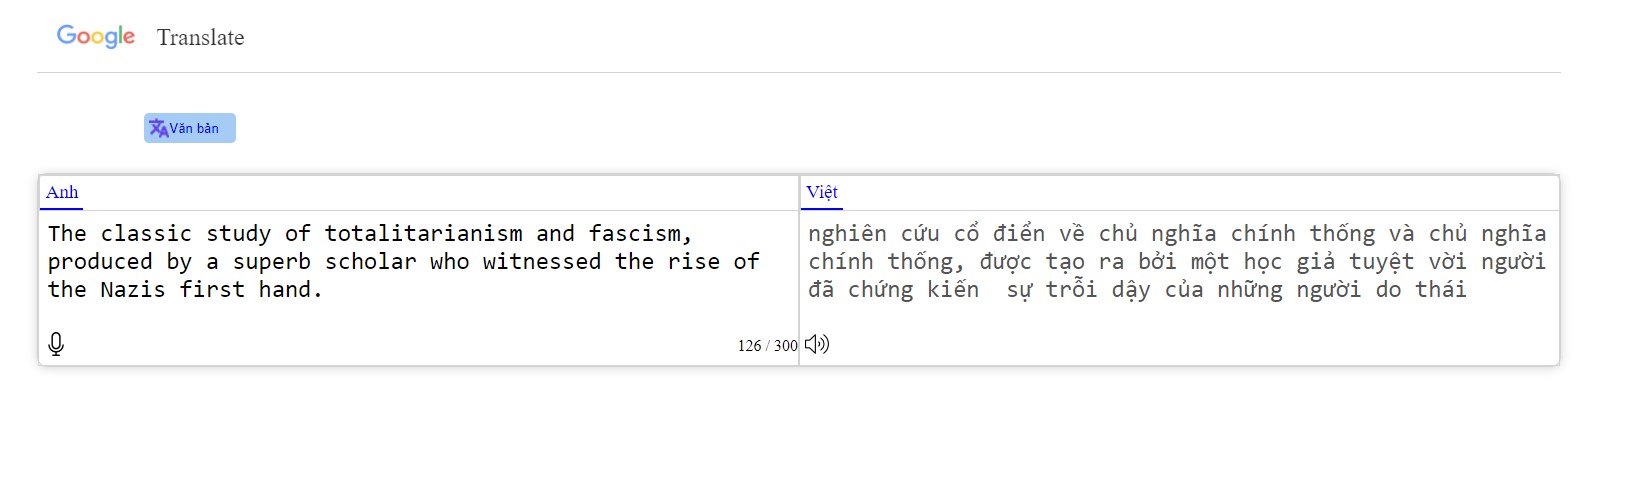 Google Translate
Văn bản
Anh
The classic study of totalitarianism and fascism,
produced by a superb scholar who witnessed the rise of
the Nazis first hand.
126 / 300
Việt
nghiên cứu cổ điển về chủ nghĩa chính thống và chủ nghĩa
chính thống, được tạo ra bởi một học giả tuyệt vời người
đã chứng kiến  sự trỗi dậy của những người do thái